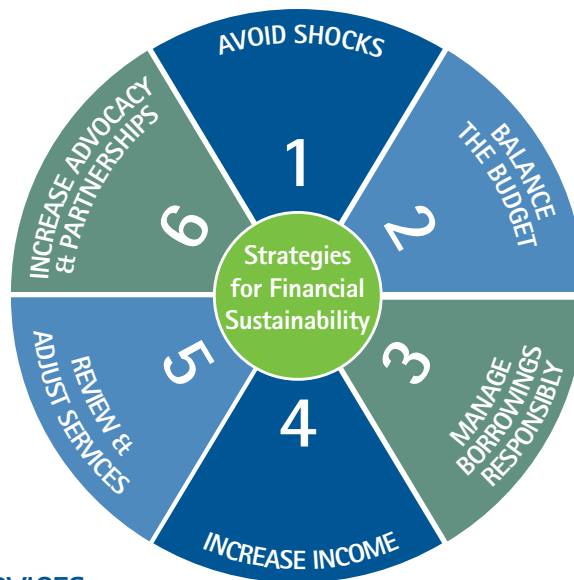 AVOID SHOCKS
1
BALANCE
THE BUDGET
2
3
MANAGE
BORROWINGS
RESPONSIBLY
4
INCREASE INCOME
5
REVIEW &
ADJUST SERVICES
6
INCREASE ADVOCACY
& PARTNERSHIPS
Strategies
for Financial
Sustainability